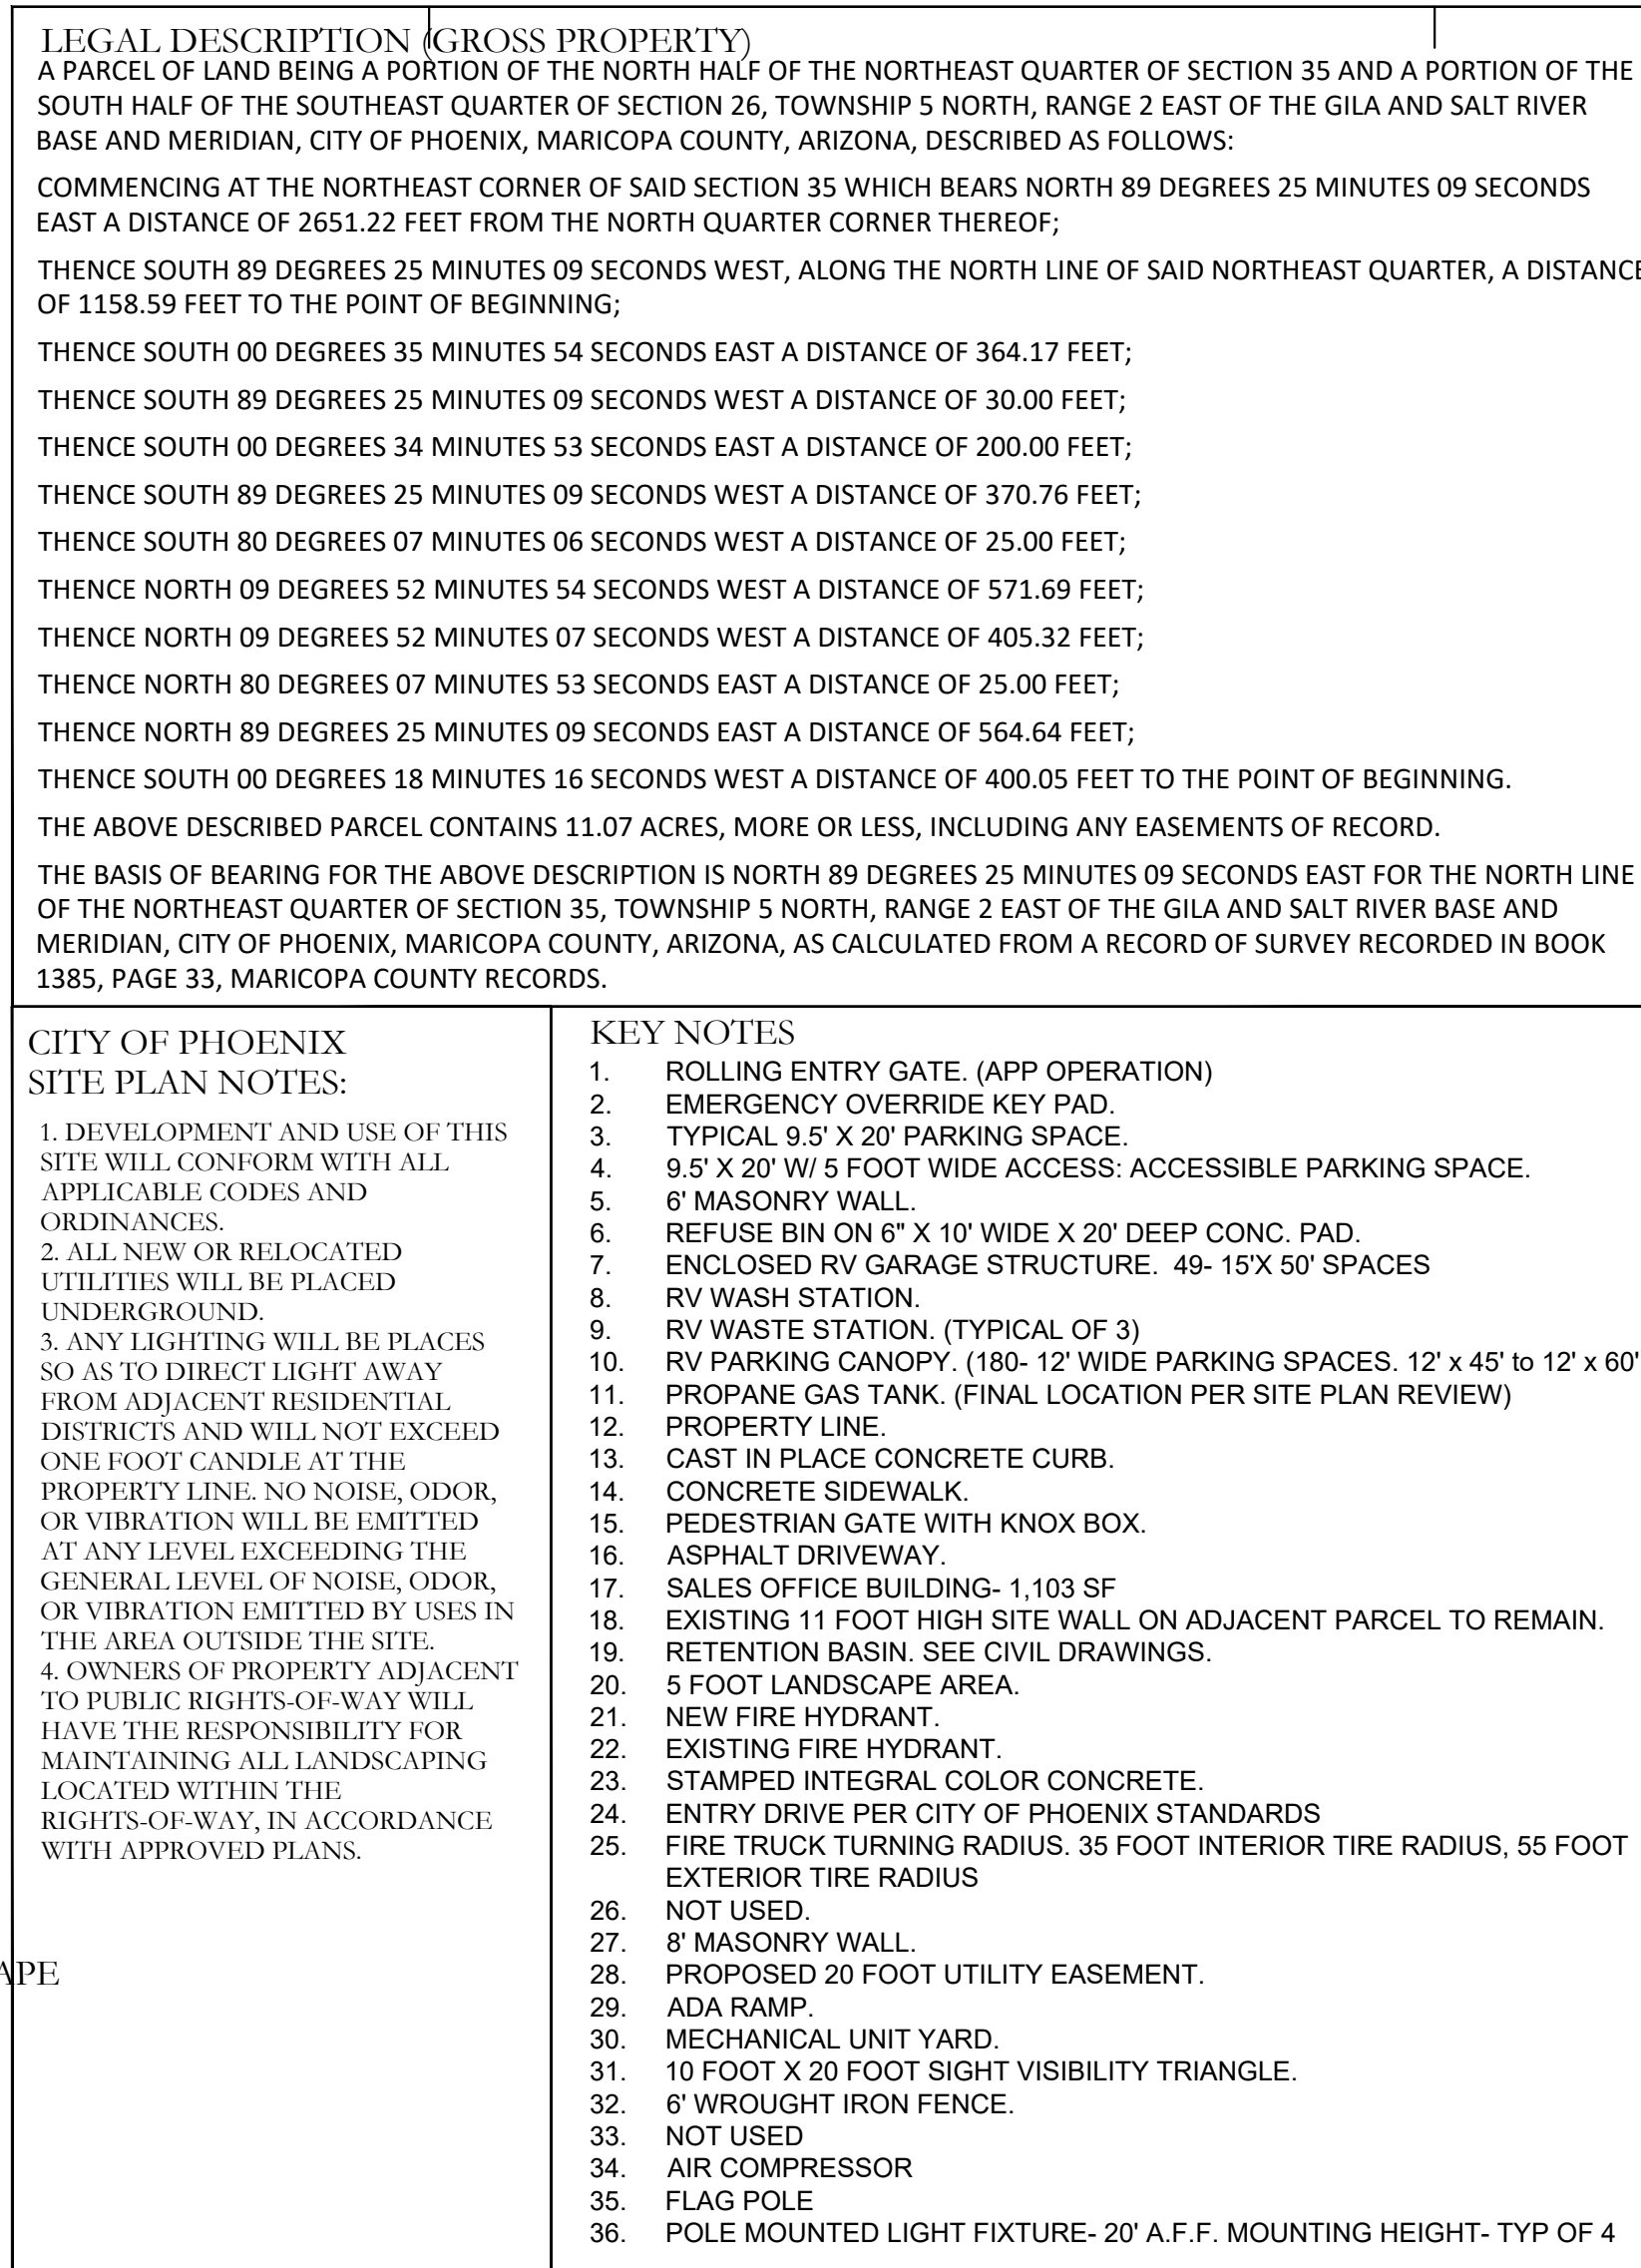 LEGAL DESCRIPTION (GROSS PROPERTY)
A PARCEL OF LAND BEING A PORTION OF THE NORTH HALF OF THE NORTHEAST QUARTER OF SECTION 35 AND A PORTION OF THE
SOUTH HALF OF THE SOUTHEAST QUARTER OF SECTION 26, TOWNSHIP 5 NORTH, RANGE 2 EAST OF THE GILA AND SALT RIVER
BASE AND MERIDIAN, CITY OF PHOENIX, MARICOPA COUNTY, ARIZONA, DESCRIBED AS FOLLOWS:
COMMENCING AT THE NORTHEAST CORNER OF SAID SECTION 35 WHICH BEARS NORTH 89 DEGREES 25 MINUTES 09 SECONDS
EAST A DISTANCE OF 2651.22 FEET FROM THE NORTH QUARTER CORNER THEREOF;
THENCE SOUTH 89 DEGREES 25 MINUTES 09 SECONDS WEST, ALONG THE NORTH LINE OF SAID NORTHEAST QUARTER, A DISTANCE
OF 1158.59 FEET TO THE POINT OF BEGINNING;
THENCE SOUTH 00 DEGREES 35 MINUTES 54 SECONDS EAST A DISTANCE OF 364.17 FEET;
THENCE SOUTH 89 DEGREES 25 MINUTES 09 SECONDS WEST A DISTANCE OF 30.00 FEET;
THENCE SOUTH 00 DEGREES 34 MINUTES 53 SECONDS EAST A DISTANCE OF 200.00 FEET;
THENCE SOUTH 89 DEGREES 25 MINUTES 09 SECONDS WEST A DISTANCE OF 370.76 FEET;
THENCE SOUTH 80 DEGREES 07 MINUTES 06 SECONDS WEST A DISTANCE OF 25.00 FEET;
THENCE NORTH 09 DEGREES 52 MINUTES 54 SECONDS WEST A DISTANCE OF 571.69 FEET;
THENCE NORTH 09 DEGREES 52 MINUTES 07 SECONDS WEST A DISTANCE OF 405.32 FEET;
THENCE NORTH 80 DEGREES 07 MINUTES 53 SECONDS EAST A DISTANCE OF 25.00 FEET;
THENCE NORTH 89 DEGREES 25 MINUTES 09 SECONDS EAST A DISTANCE OF 564.64 FEET;
THENCE SOUTH 00 DEGREES 18 MINUTES 16 SECONDS WEST A DISTANCE OF 400.05 FEET TO THE POINT OF BEGINNING.
THE ABOVE DESCRIBED PARCEL CONTAINS 11.07 ACRES, MORE OR LESS, INCLUDING ANY EASEMENTS OF RECORD.
THE BASIS OF BEARING FOR THE ABOVE DESCRIPTION IS NORTH 89 DEGREES 25 MINUTES 09 SECONDS EAST FOR THE NORTH LINE
OF THE NORTHEAST QUARTER OF SECTION 35, TOWNSHIP 5 NORTH, RANGE 2 EAST OF THE GILA AND SALT RIVER BASE AND
MERIDIAN, CITY OF PHOENIX, MARICOPA COUNTY, ARIZONA, AS CALCULATED FROM A RECORD OF SURVEY RECORDED IN BOOK
1385, PAGE 33, MARICOPA COUNTY RECORDS.
CITY OF PHOENIX
SITE PLAN NOTES:
1. DEVELOPMENT AND USE OF THIS
SITE WILL CONFORM WITH ALL
APPLICABLE CODES AND
ORDINANCES.
2. ALL NEW OR RELOCATED
UTILITIES WILL BE PLACED
UNDERGROUND.
3. ANY LIGHTING WILL BE PLACES
SO AS TO DIRECT LIGHT AWAY
FROM ADJACENT RESIDENTIAL
DISTRICTS AND WILL NOT EXCEED
ONE FOOT CANDLE AT THE
PROPERTY LINE. NO NOISE, ODOR,
OR VIBRATION WILL BE EMITTED
AT ANY LEVEL EXCEEDING THE
GENERAL LEVEL OF NOISE, ODOR,
OR VIBRATION EMITTED BY USES IN
THE AREA OUTSIDE THE SITE.
4. OWNERS OF PROPERTY ADJACENT
TO PUBLIC RIGHTS-OF-WAY WILL
HAVE THE RESPONSIBILITY FOR
MAINTAINING ALL LANDSCAPING
LOCATED WITHIN THE
RIGHTS-OF-WAY, IN ACCORDANCE
WITH APPROVED PLANS.
APE
KEY NOTES
1. ROLLING ENTRY GATE. (APP OPERATION)
2. EMERGENCY OVERRIDE KEY PAD.
3. TYPICAL 9.5' X 20' PARKING SPACE.
4. 9.5' X 20' W/ 5 FOOT WIDE ACCESS: ACCESSIBLE PARKING SPACE.
5. 6' MASONRY WALL.
6. REFUSE BIN ON 6" X 10' WIDE X 20' DEEP CONC. PAD.
7. ENCLOSED RV GARAGE STRUCTURE. 49- 15'X 50' SPACES
8. RV WASH STATION.
9. RV WASTE STATION. (TYPICAL OF 3)
10. RV PARKING CANOPY. (180- 12' WIDE PARKING SPACES. 12' x 45' to 12' x 60'
11. PROPANE GAS TANK. (FINAL LOCATION PER SITE PLAN REVIEW)
12. PROPERTY LINE.
13. CAST IN PLACE CONCRETE CURB.
14. CONCRETE SIDEWALK.
15. PEDESTRIAN GATE WITH KNOX BOX.
16. ASPHALT DRIVEWAY.
17. SALES OFFICE BUILDING- 1,103 SF
18. EXISTING 11 FOOT HIGH SITE WALL ON ADJACENT PARCEL TO REMAIN.
19. RETENTION BASIN. SEE CIVIL DRAWINGS.
20. 5 FOOT LANDSCAPE AREA.
21. NEW FIRE HYDRANT.
22. EXISTING FIRE HYDRANT.
23. STAMPED INTEGRAL COLOR CONCRETE.
24. ENTRY DRIVE PER CITY OF PHOENIX STANDARDS
25. FIRE TRUCK TURNING RADIUS. 35 FOOT INTERIOR TIRE RADIUS, 55 FOOT
EXTERIOR TIRE RADIUS
26. NOT USED.
27. 8' MASONRY WALL.
28. PROPOSED 20 FOOT UTILITY EASEMENT.
29. ADA RAMP.
30. MECHANICAL UNIT YARD.
31. 10 FOOT X 20 FOOT SIGHT VISIBILITY TRIANGLE.
32. 6' WROUGHT IRON FENCE.
33. NOT USED
34. AIR COMPRESSOR
35. FLAG POLE
36. POLE MOUNTED LIGHT FIXTURE- 20' A.F.F. MOUNTING HEIGHT- TYP OF 4